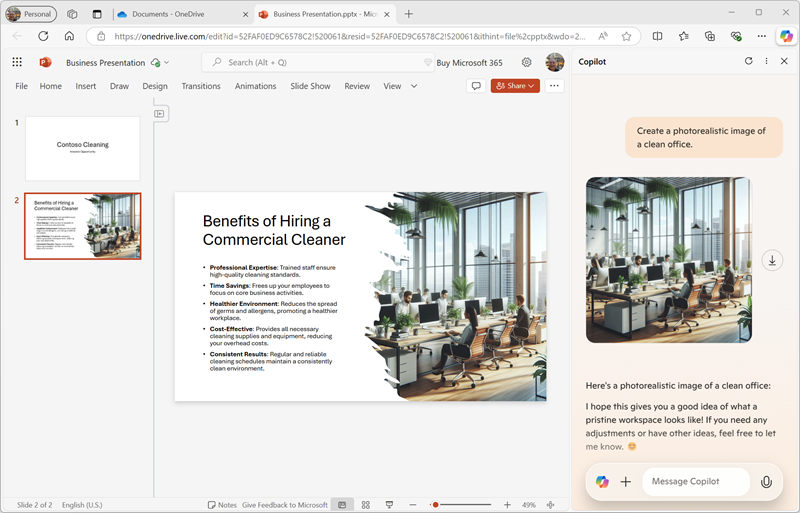 Personal
Documents - OneDrive
Business Presentation.pptx - Micr
https://onedrive.live.com/edit?id=52FAF0ED9C6578C2!520061&resid=52FAF0ED9C6578C2!520061&ithint=file%2cpptx&wdo=2...
Business Presentation
Search (Alt + Q)
Buy Microsoft 365
File Home Insert Draw Design Transitions Animations Slide Show Review View
Share
Copilot
Create a photorealistic image of
a clean office.
1
Contoso Cleaning
2
Benefits of Hiring a
Commercial Cleaner
Benefits of Hiring a
Commercial Cleaner
• Professional Expertise: Trained staff ensure
high-quality cleaning standards.
• Time Savings: Frees up your employees to
focus on core business activities.
• Healthier Environment: Reduces the spread
of germs and allergens, promoting a healthier
workplace.
• Cost-Effective: Provides all necessary
cleaning supplies and equipment, reducing
your overhead costs.
• Consistent Results: Regular and reliable
cleaning schedules maintain a consistently
clean environment.
Here's a photorealistic image of a clean office:
I hope this gives you a good idea of what a
pristine workspace looks like! If you need any
adjustments or have other ideas, feel free to let
me know. 😊
Message Copilot
Slide 2 of 2 English (U.S.)
Notes Give Feedback to Microsoft
49%